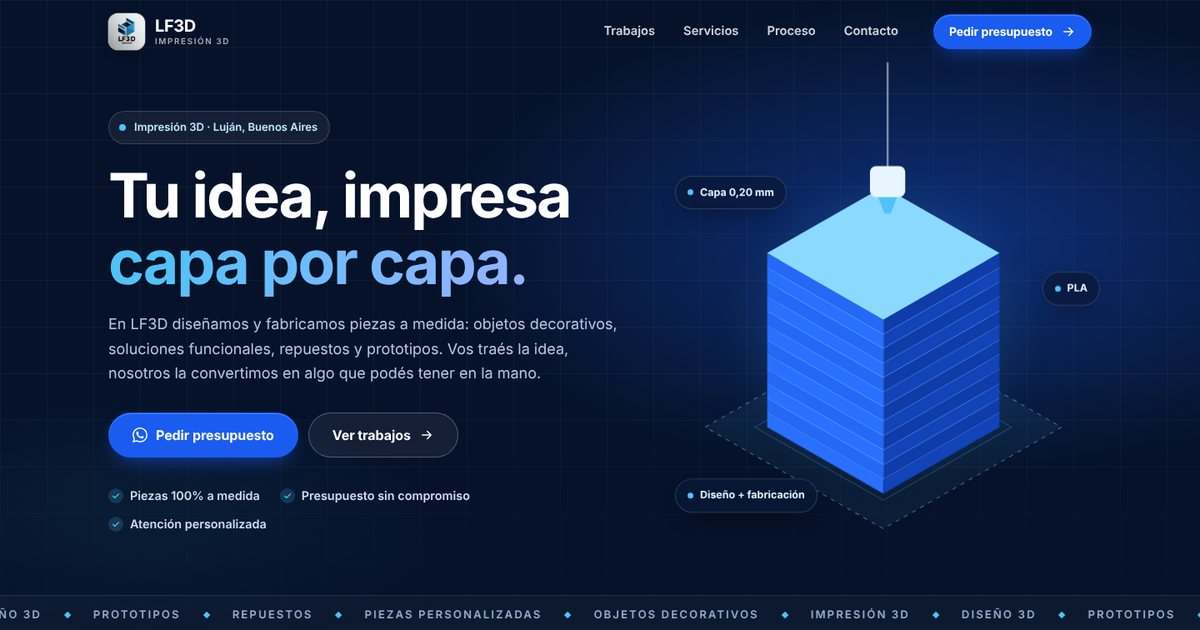 LF3D
LF3D
IMPRESIÓN 3D
Trabajos
Servicios
Proceso
Contacto
Pedir presupuesto
Impresión 3D · Luján, Buenos Aires
Tu idea, impresa
capa por capa.
En LF3D diseñamos y fabricamos piezas a medida: objetos decorativos,
soluciones funcionales, repuestos y prototipos. Vos traés la idea,
nosotros la convertimos en algo que podés tener en la mano.
Pedir presupuesto
Ver trabajos
Piezas 100% a medida
Presupuesto sin compromiso
Atención personalizada
Capa 0,20 mm
PLA
Diseño + fabricación
ÑO 3D ◆ PROTOTIPOS ◆ REPUESTOS ◆ PIEZAS PERSONALIZADAS ◆ OBJETOS DECORATIVOS ◆ IMPRESIÓN 3D ◆ DISEÑO 3D ◆ PROTOTIPOS